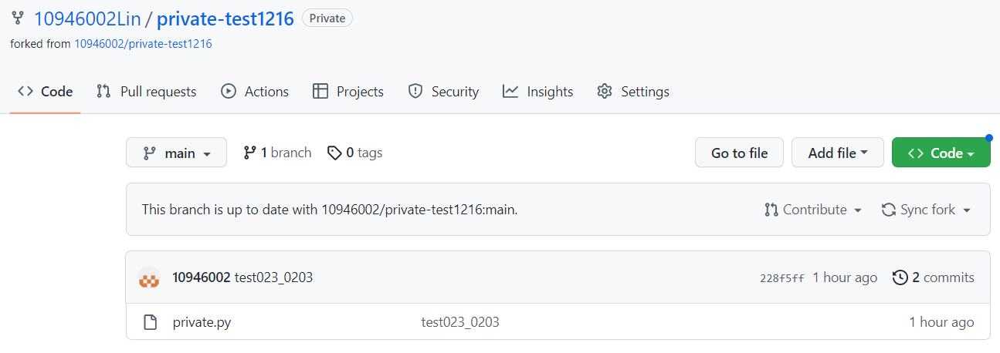 10946002Lin / private-test1216 Private
forked from 10946002/private-test1216
Code Pull requests Actions Projects Security Insights Settings
main 1 branch 0 tags Go to file Add file Code
This branch is up to date with 10946002/private-test1216:main. Contribute Sync fork
10946002 test023_0203 228f5ff 1 hour ago 2 commits
private.py test023_0203 1 hour ago